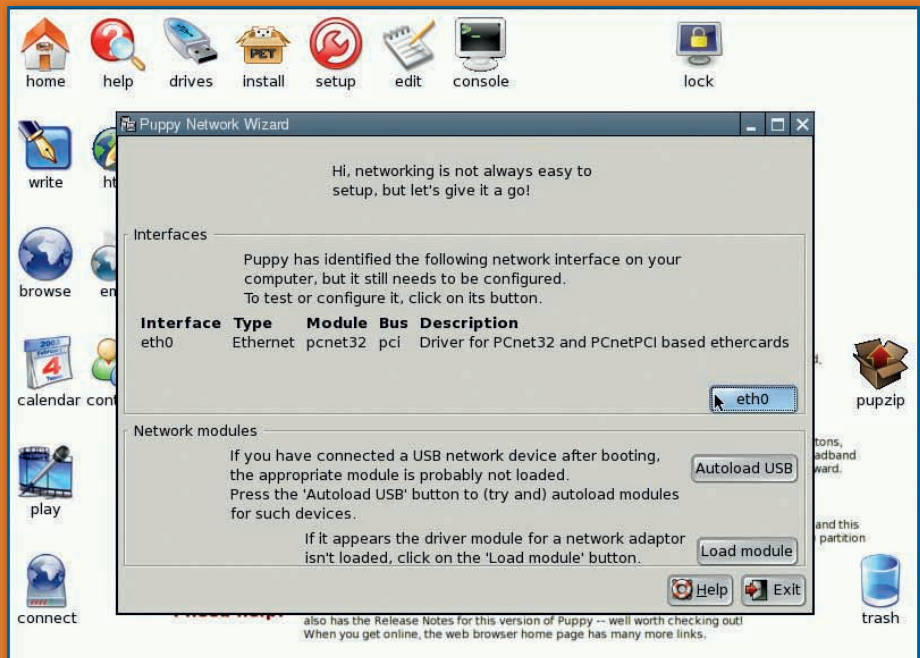 home
help
drives
install
setup
edit
console
lock
PET
write
browse
2003
February
4
Tuesday
calendar
play
connect
pupzip
trash
Puppy Network Wizard
Hi, networking is not always easy to
setup, but let's give it a go!
Interfaces
Puppy has identified the following network interface on your
computer, but it still needs to be configured.
To test or configure it, click on its button.
Interface Type Module Bus Description
eth0 Ethernet pcnet32 pci Driver for PCnet32 and PCnetPCI based ethercards
eth0
Network modules
If you have connected a USB network device after booting,
the appropriate module is probably not loaded.
Press the 'Autoload USB' button to (try and) autoload modules
for such devices.
Autoload USB
If it appears the driver module for a network adaptor
isn't loaded, click on the 'Load module' button.
Load module
Help
Exit
and this
partition
also has the Release Notes for this version of Puppy -- well worth checking out!
When you get online, the web browser home page has many more links.